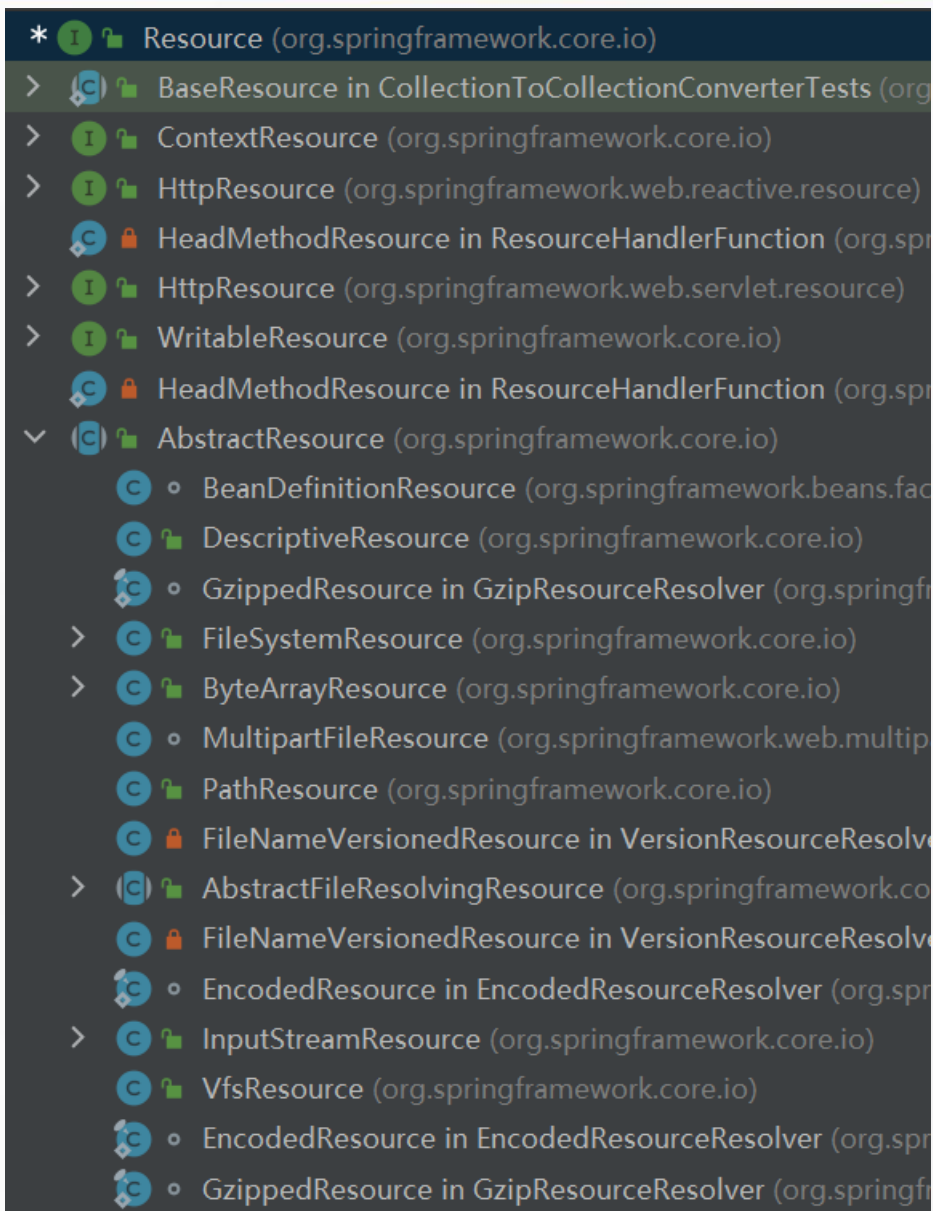 * I Resource (org.springframework.core.io)
C BaseResource in CollectionToCollectionConverterTests (org
I ContextResource (org.springframework.core.io)
I HttpResource (org.springframework.web.reactive.resource)
C HeadMethodResource in ResourceHandlerFunction (org.spr
I HttpResource (org.springframework.web.servlet.resource)
I WritableResource (org.springframework.core.io)
C HeadMethodResource in ResourceHandlerFunction (org.spr
C AbstractResource (org.springframework.core.io)
C BeanDefinitionResource (org.springframework.beans.fac
C DescriptiveResource (org.springframework.core.io)
C GzippedResource in GzipResourceResolver (org.springfr
C FileSystemResource (org.springframework.core.io)
C ByteArrayResource (org.springframework.core.io)
C MultipartFileResource (org.springframework.web.multip
C PathResource (org.springframework.core.io)
C FileNameVersionedResource in VersionResourceResolve
C AbstractFileResolvingResource (org.springframework.co
C FileNameVersionedResource in VersionResourceResolve
C EncodedResource in EncodedResourceResolver (org.spr
C InputStreamResource (org.springframework.core.io)
C VfsResource (org.springframework.core.io)
C EncodedResource in EncodedResourceResolver (org.spr
C GzippedResource in GzipResourceResolver (org.springfr